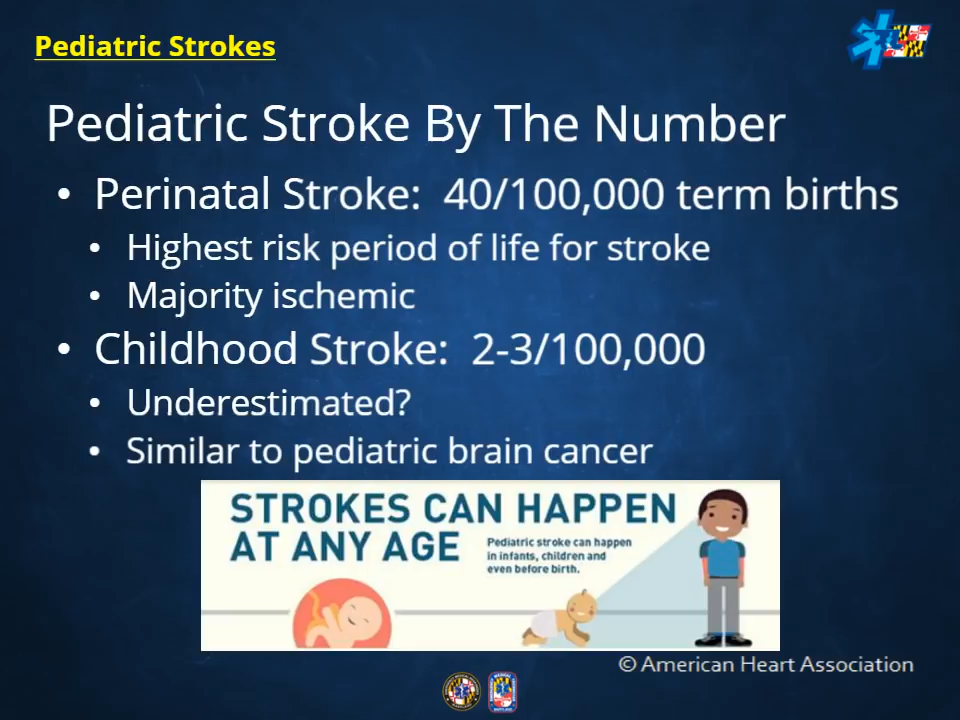 Pediatric Strokes
Pediatric Stroke By The Number
• Perinatal Stroke: 40/100,000 term births
• Highest risk period of life for stroke
• Majority ischemic
• Childhood Stroke: 2-3/100,000
• Underestimated?
• Similar to pediatric brain cancer
STROKES CAN HAPPEN
AT ANY AGE
Pediatric stroke can happen
in infants, children and
even before birth.
© American Heart Association